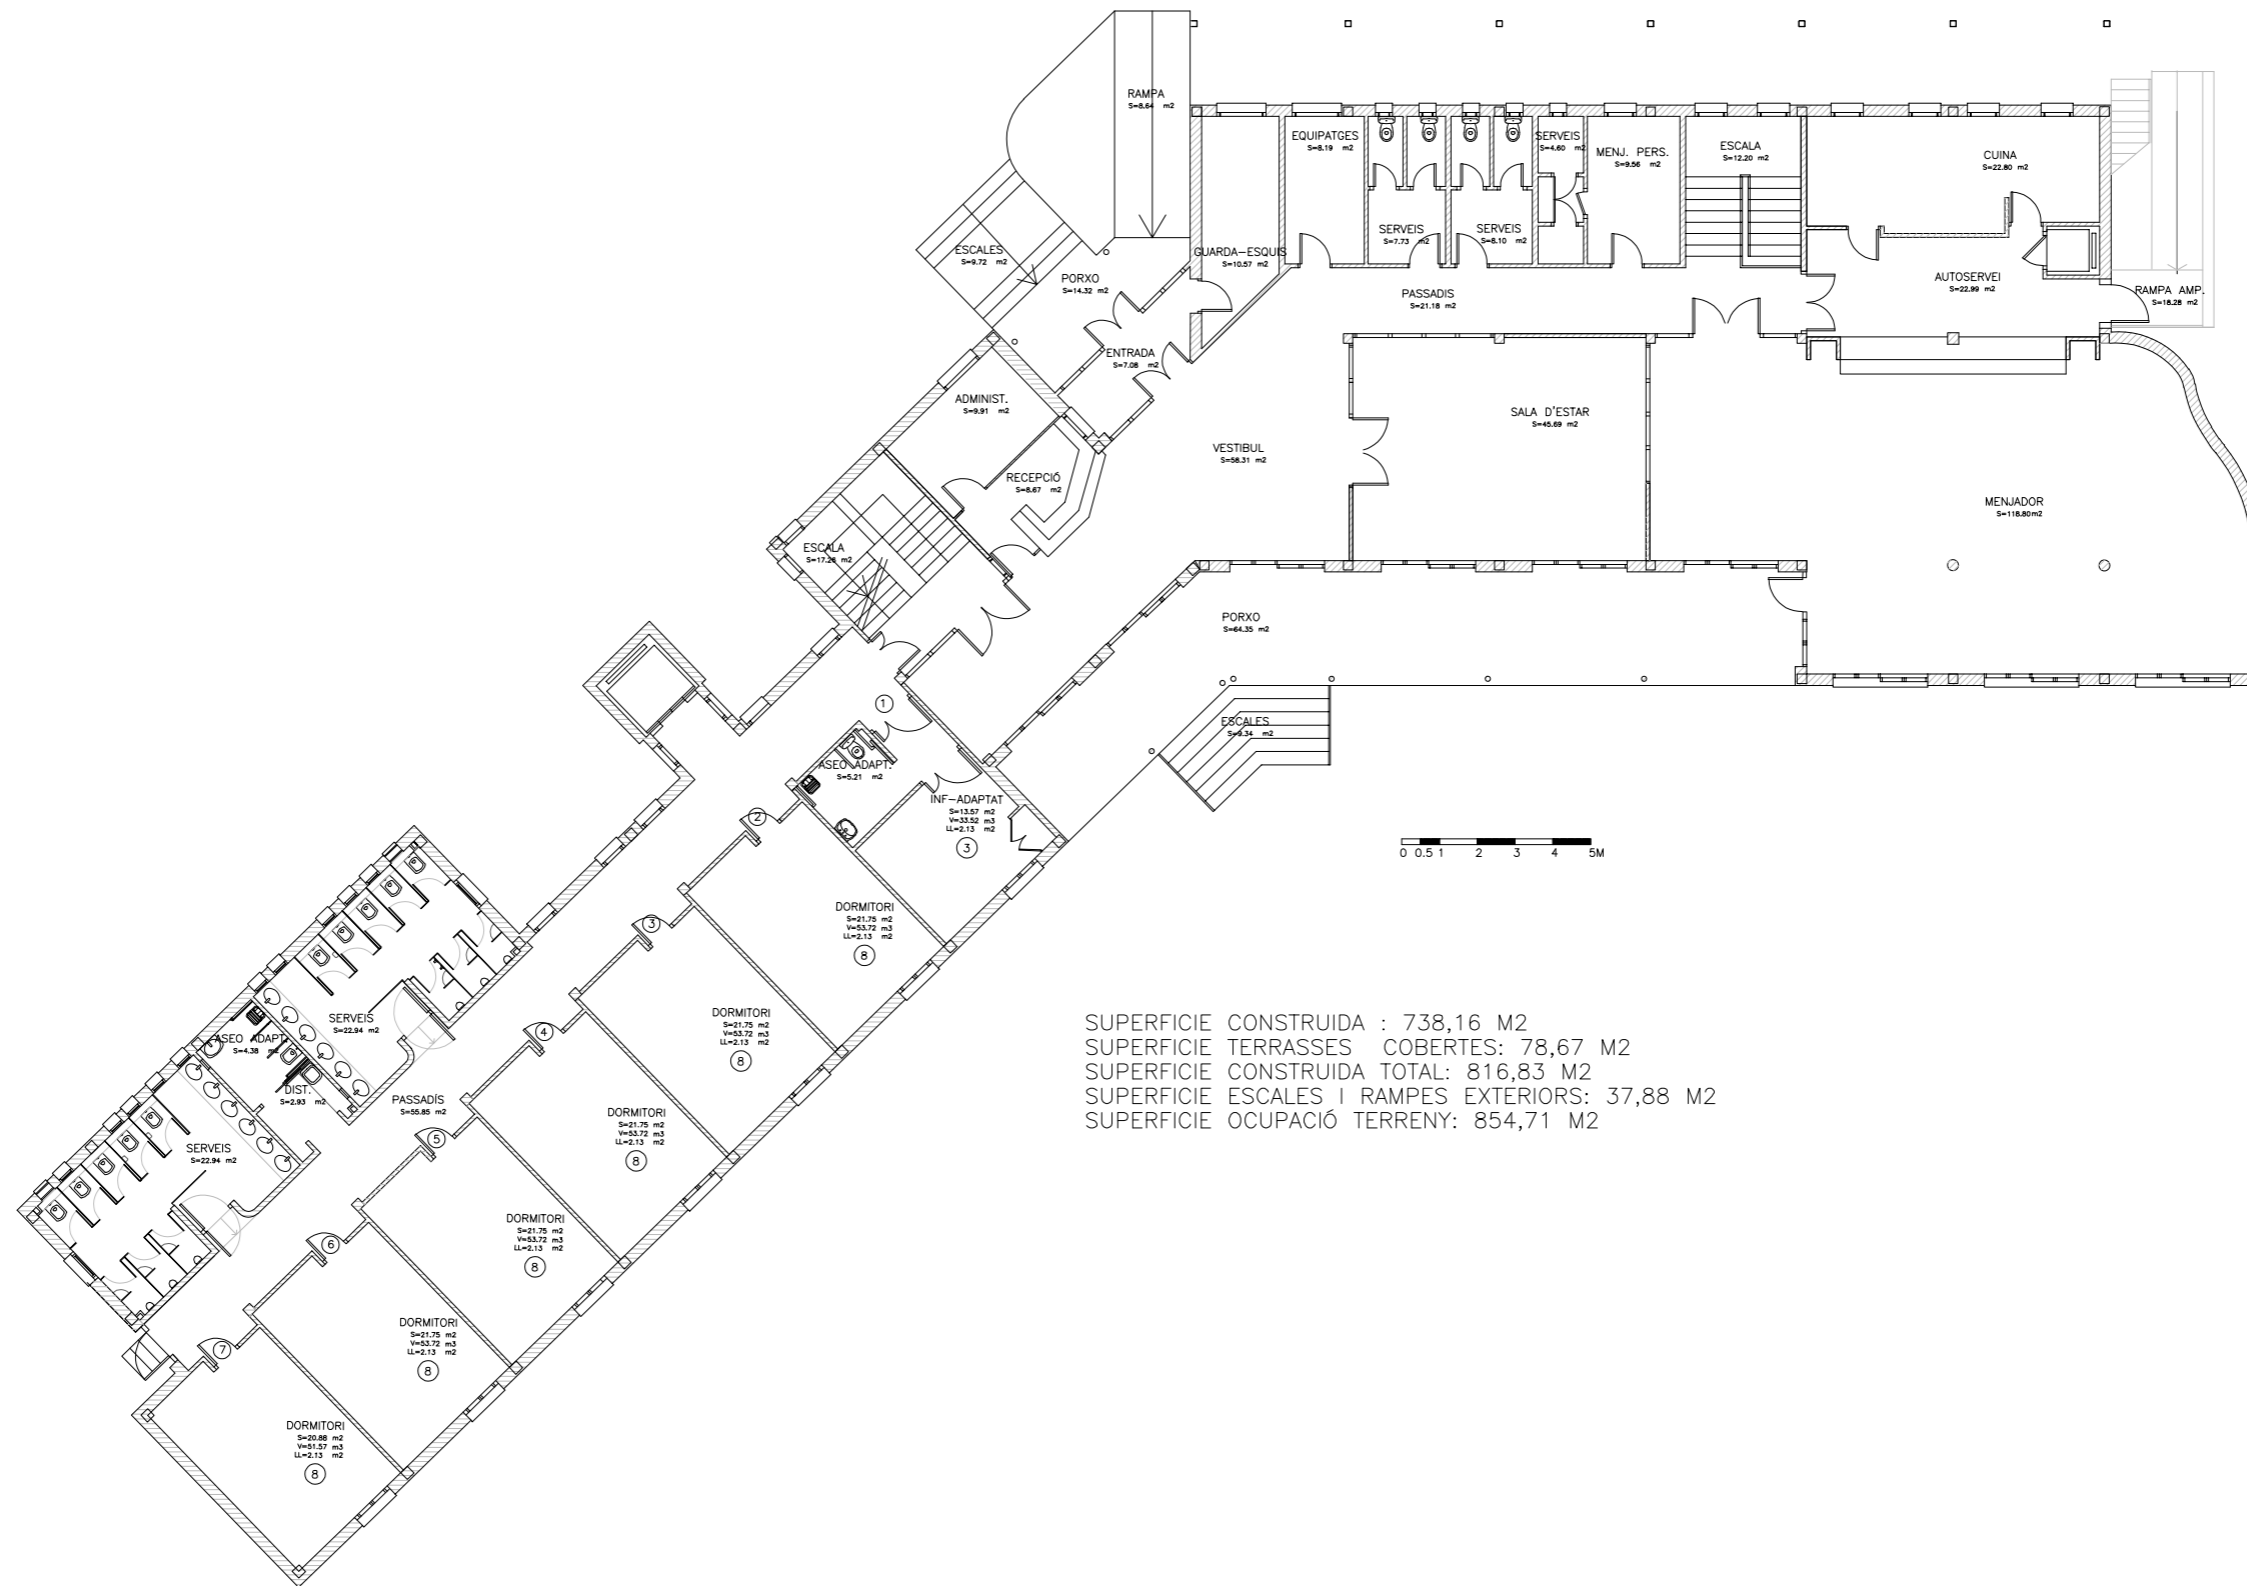 RAMPA
S=8.64 m2
EQUIPATGES
S=8.19 m2
SERVEIS
S=4.60 m2
MENJ. PERS.
S=9.56 m2
ESCALA
S=12.20 m2
CUINA
S=22.80 m2
ESCALES
S=9.72 m2
PORXO
S=14.32 m2
GUARDA-ESQUIS
S=10.57 m2
SERVEIS
S=7.73 m2
SERVEIS
S=8.10 m2
PASSADIS
S=21.18 m2
AUTOSERVEI
S=22.99 m2
RAMPA AMP.
S=18.28 m2
ENTRADA
S=7.08 m2
ADMINIST.
S=9.91 m2
SALA D'ESTAR
S=45.69 m2
VESTIBUL
S=58.31 m2
RECEPCIÓ
S=8.67 m2
MENJADOR
S=118.80m2
ESCALA
S=17.26 m2
PORXO
S=64.35 m2
1
ESCALES
S=9.34 m2
ASEO ADAPT.
S=5.21 m2
INF-ADAPTAT
S=13.57 m2
V=33.52 m3
LL=2.13 m2
3
2
0 0.5 1 2 3 4 5M
DORMITORI
S=21.75 m2
V=53.72 m3
LL=2.13 m2
8
3
DORMITORI
S=21.75 m2
V=53.72 m3
LL=2.13 m2
8
SERVEIS
S=22.94 m2
4
ASEO ADAPT.
S=4.38 m2
DIST.
S=2.93 m2
PASSADÍS
S=55.85 m2
DORMITORI
S=21.75 m2
V=53.72 m3
LL=2.13 m2
8
5
SERVEIS
S=22.94 m2
DORMITORI
S=21.75 m2
V=53.72 m3
LL=2.13 m2
8
6
DORMITORI
S=21.75 m2
V=53.72 m3
LL=2.13 m2
8
7
DORMITORI
S=20.88 m2
V=51.57 m3
LL=2.13 m2
8
SUPERFICIE CONSTRUIDA : 738,16 M2
SUPERFICIE TERRASSES COBERTES: 78,67 M2
SUPERFICIE CONSTRUIDA TOTAL: 816,83 M2
SUPERFICIE ESCALES I RAMPES EXTERIORS: 37,88 M2
SUPERFICIE OCUPACIÓ TERRENY: 854,71 M2